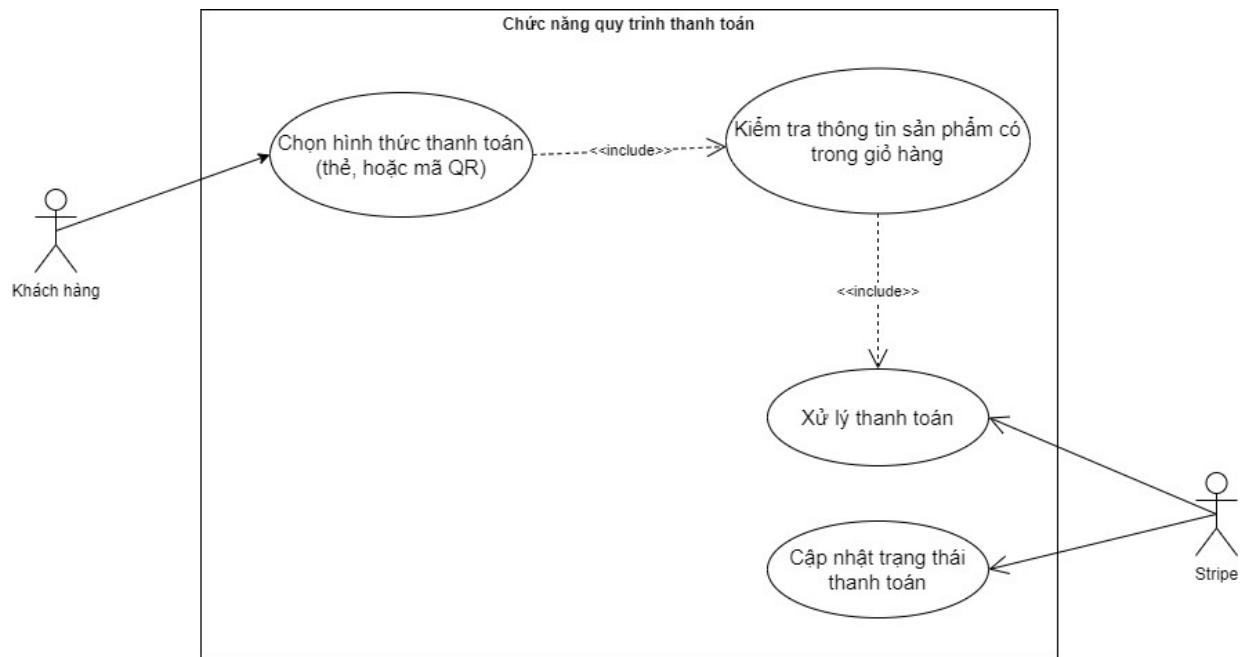 Chức năng quy trình thanh toán
Chọn hình thức thanh toán
(thẻ, hoặc mã QR)
<<include>>
Kiểm tra thông tin sản phẩm có
trong giỏ hàng
Khách hàng
<<include>>
Xử lý thanh toán
Cập nhật trạng thái
thanh toán
Stripe